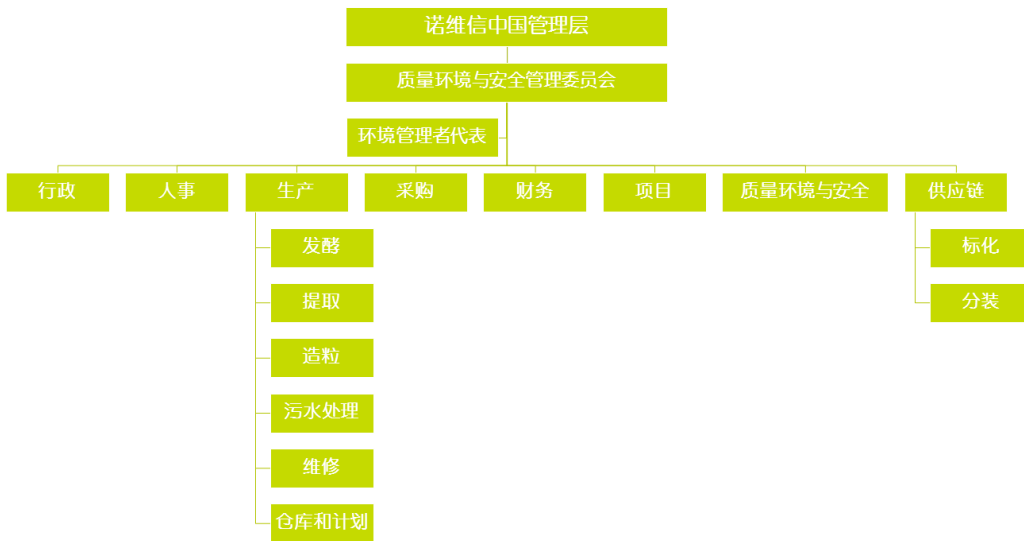 诺维信中国管理层
质量环境与安全管理委员会
环境管理者代表
行政
人事
生产
采购
财务
项目
质量环境与安全
供应链
发酵
提取
造粒
污水处理
维修
仓库和计划
标化
分装